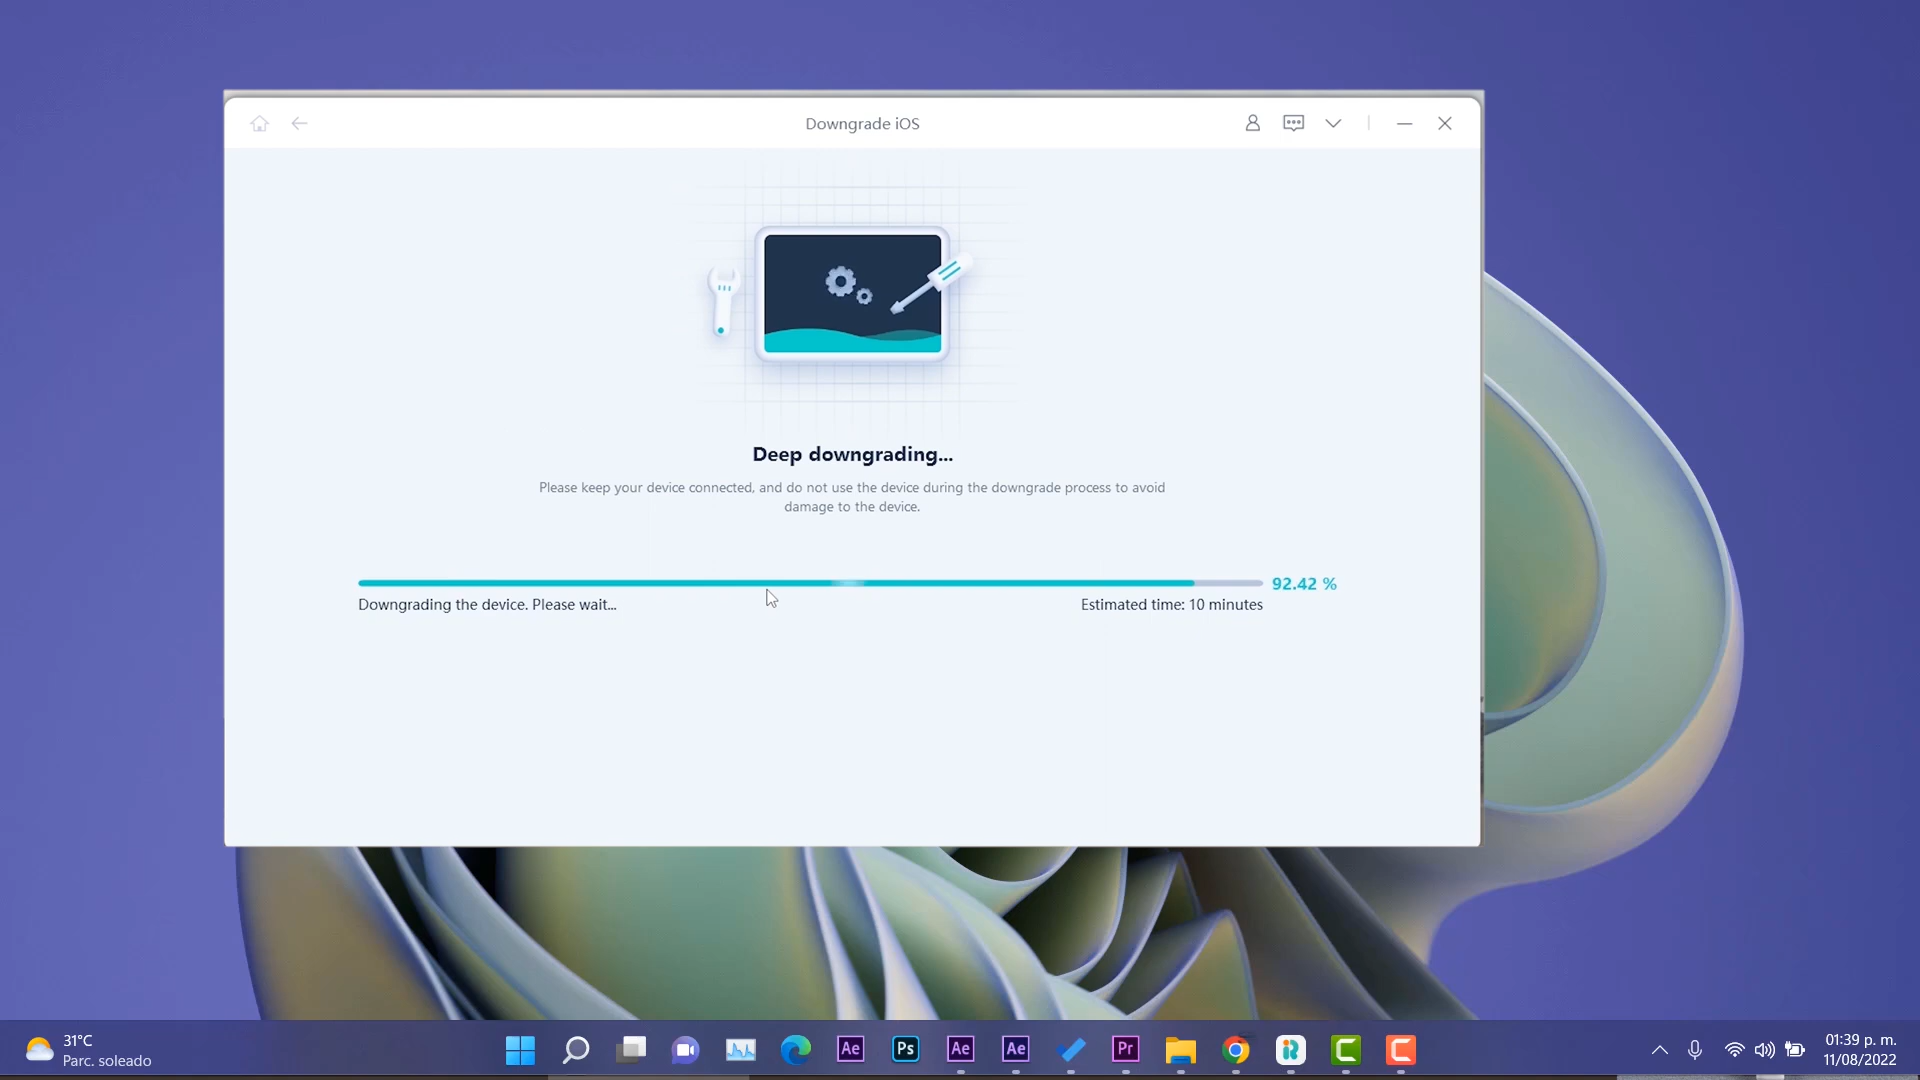 Downgrade iOS
Deep downgrading...
Please keep your device connected, and do not use the device during the downgrade process to avoid
damage to the device.
92.42 %
Downgrading the device. Please wait...
Estimated time: 10 minutes
31°C
Parc. soleado
Ae
Ps
Ae
Ae
Pr
01:39 p. m.
11/08/2022